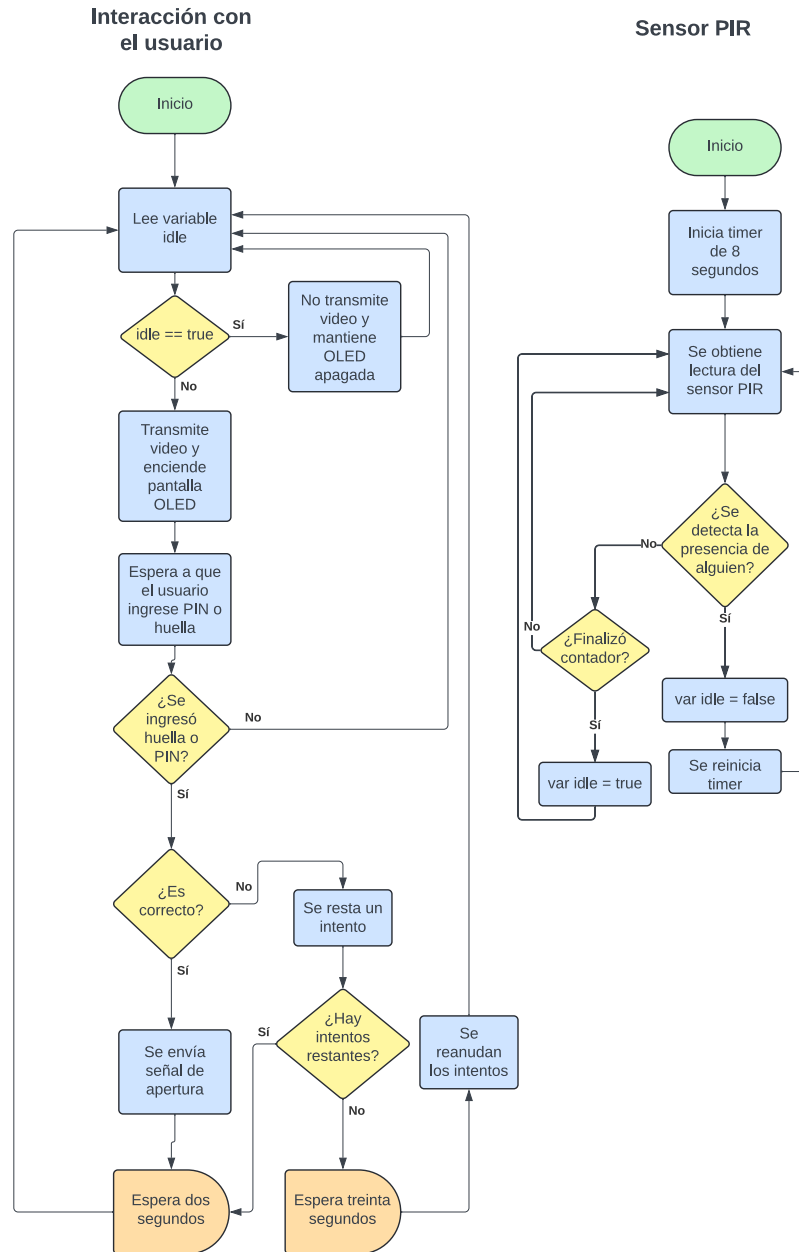 Interacción con
el usuario
Inicio
Lee variable
idle
idle == true
Sí
No transmite
video y
mantiene
OLED
apagada
No
Transmite
video y
enciende
pantalla
OLED
Espera a que
el usuario
ingrese PIN o
huella
¿Se
ingresó
huella o
PIN?
No
Sí
¿Es
correcto?
No
Se resta un
intento
Sí
¿Hay
intentos
restantes?
Sí
No
Se
reanudan
los intentos
Se envía
señal de
apertura
Espera dos
segundos
Espera treinta
segundos
Sensor PIR
Inicio
Inicia timer
de 8
segundos
Se obtiene
lectura del
sensor PIR
¿Se
detecta la
presencia de
alguien?
No
Sí
¿Finalizó
contador?
No
Sí
var idle = false
Se reinicia
timer
var idle = true